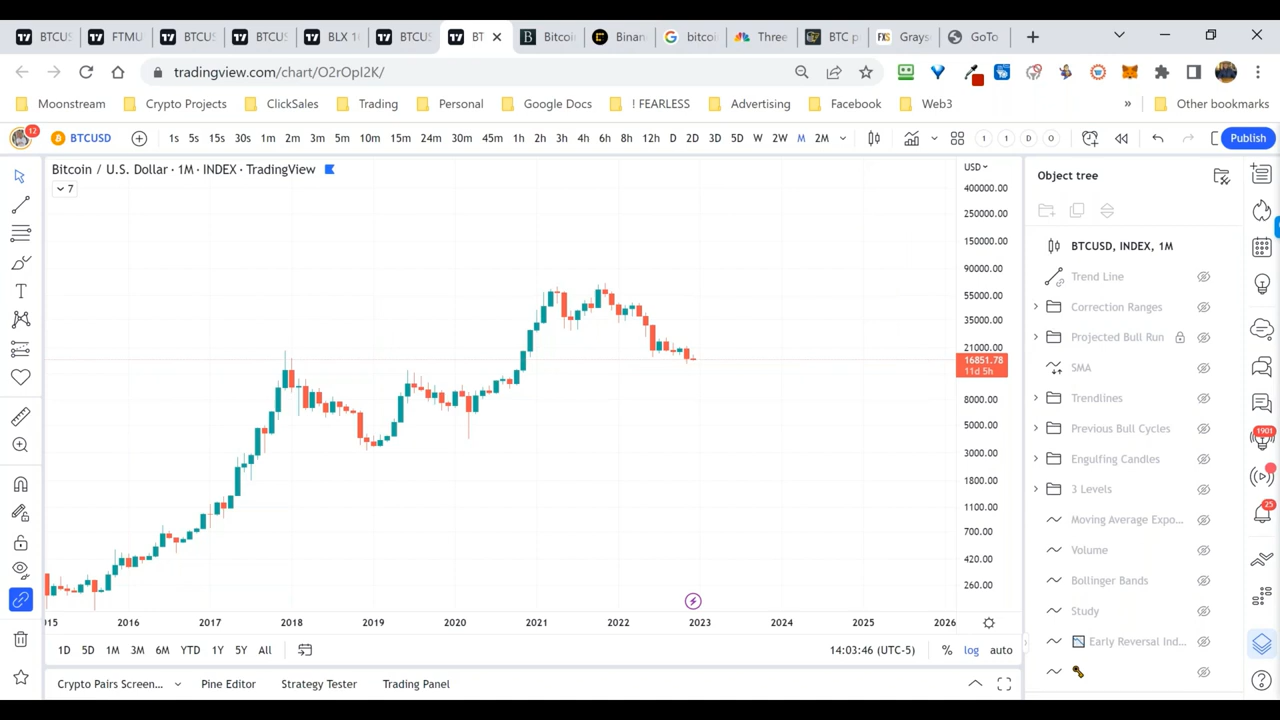 BTCUS
FTMU
BTCUS
BTCUS
BLX 10
BTCUS
BT
Bitcoi
Binan
bitcoi
Three
BTC p
Grays
GoTo
tradingview.com/chart/O2rOpI2K/
Moonstream
Crypto Projects
ClickSales
Trading
Personal
Google Docs
! FEARLESS
Advertising
Facebook
Web3
»
Other bookmarks
12
BTCUSD
1s 5s 15s 30s 1m 2m 3m 5m 10m 15m 24m 30m 45m 1h 2h 3h 4h 6h 8h 12h D 2D 3D 5D W 2W M 2M
1 1 D O
Publish
Bitcoin / U.S. Dollar · 1M · INDEX · TradingView
7
USD
400000.00
250000.00
150000.00
90000.00
55000.00
35000.00
21000.00
16851.78
11d 5h
8000.00
5000.00
3000.00
1800.00
1100.00
700.00
420.00
260.00
Object tree
BTCUSD, INDEX, 1M
Trend Line
Correction Ranges
Projected Bull Run
SMA
Trendlines
Previous Bull Cycles
Engulfing Candles
3 Levels
Moving Average Expo...
Volume
Bollinger Bands
Study
Early Reversal Ind...
1901
25
015 2016 2017 2018 2019 2020 2021 2022 2023 2024 2025 2026
1D 5D 1M 3M 6M YTD 1Y 5Y All
14:03:46 (UTC-5)
% log auto
Crypto Pairs Screen...
Pine Editor
Strategy Tester
Trading Panel